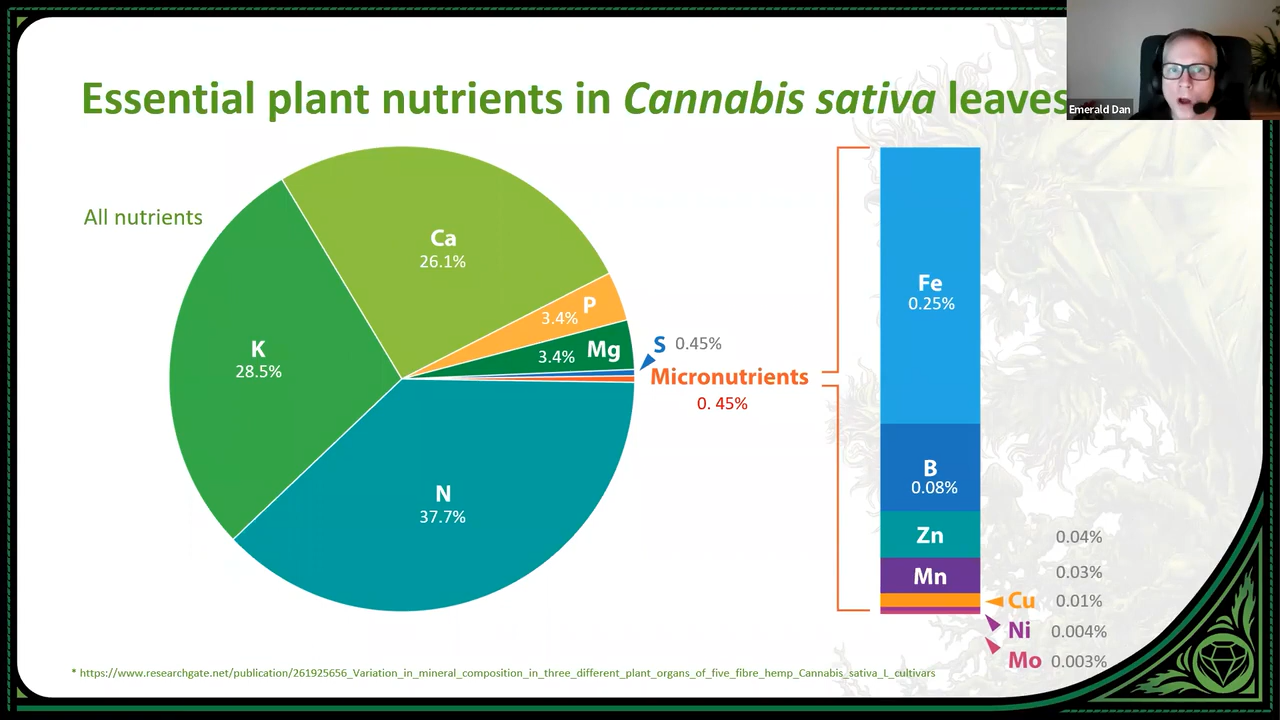 Essential plant nutrients in Cannabis sativa leaves
Emerald Dan
All nutrients
Ca
26.1%
P
3.4%
Mg
3.4%
S 0.45%
Micronutrients
0. 45%
K
28.5%
N
37.7%
Fe
0.25%
B
0.08%
Zn 0.04%
Mn 0.03%
Cu 0.01%
Ni 0.004%
Mo 0.003%
* https://www.researchgate.net/publication/261925656_Variation_in_mineral_composition_in_three_different_plant_organs_of_five_fibre_hemp_Cannabis_sativa_L_cultivars